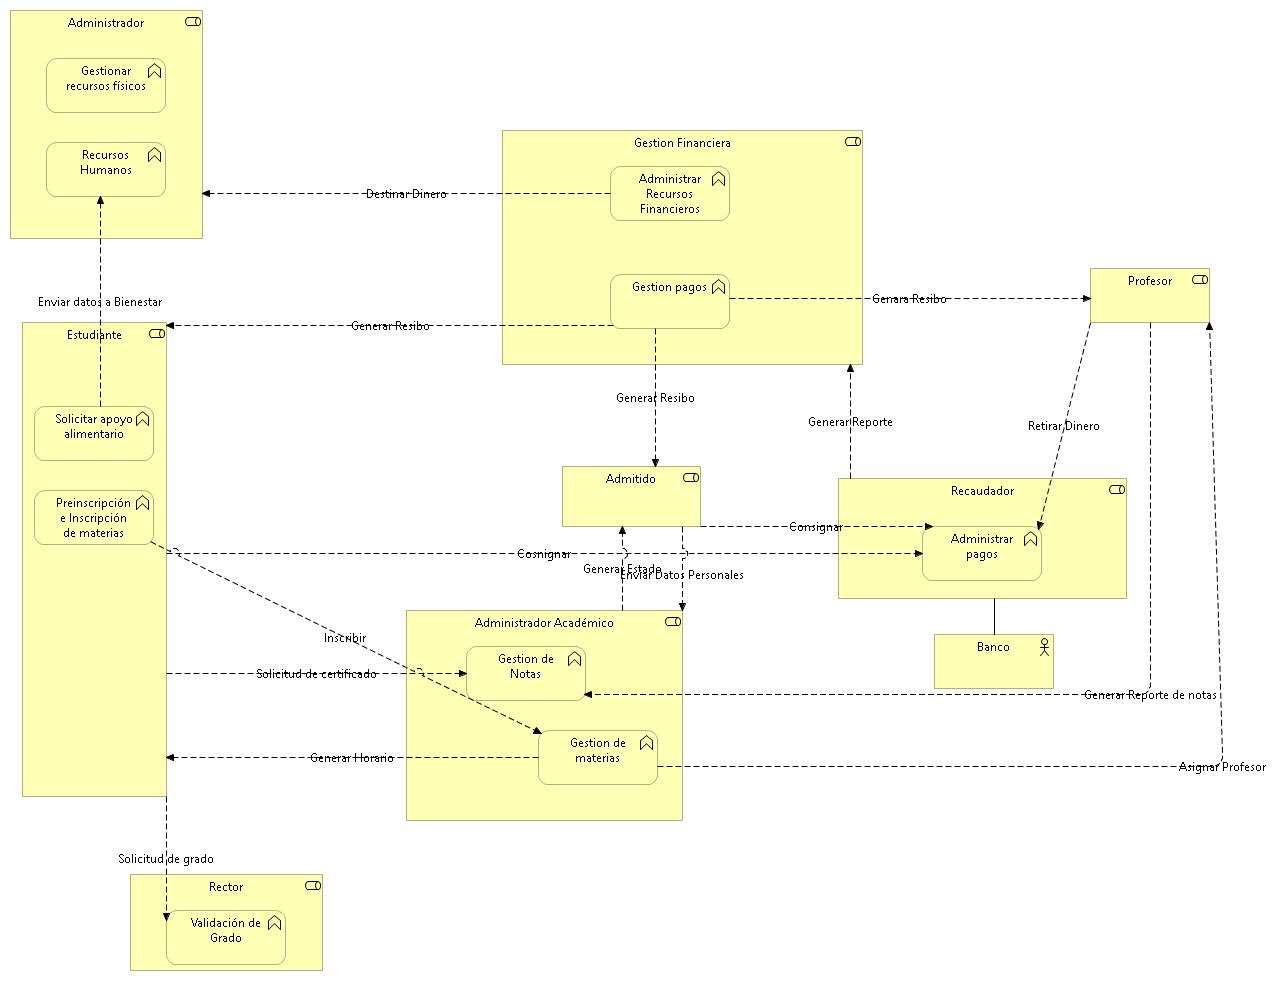 Administrador
Gestionar
recursos físicos
Recursos
Humanos
Gestion Financiera
Administrar
Recursos
Financieros
Destinar Dinero
Gestion pagos
Genara Resibo
Profesor
Enviar datos a Bienestar
Generar Resibo
Estudiante
Generar Resibo
Solicitar apoyo
alimentario
Generar Reporte
Retirar Dinero
Admitido
Recaudador
Preinscripción
e Inscripción
de materias
Consignar
Administrar
pagos
Cosnignar
Generar Estado
Enviar Datos Personales
Administrador Académico
Inscribir
Banco
Gestion de
Notas
Solicitud de certificado
Generar Reporte de notas
Gestion de
materias
Generar Horario
Asignar Profesor
Solicitud de grado
Rector
Validación de
Grado